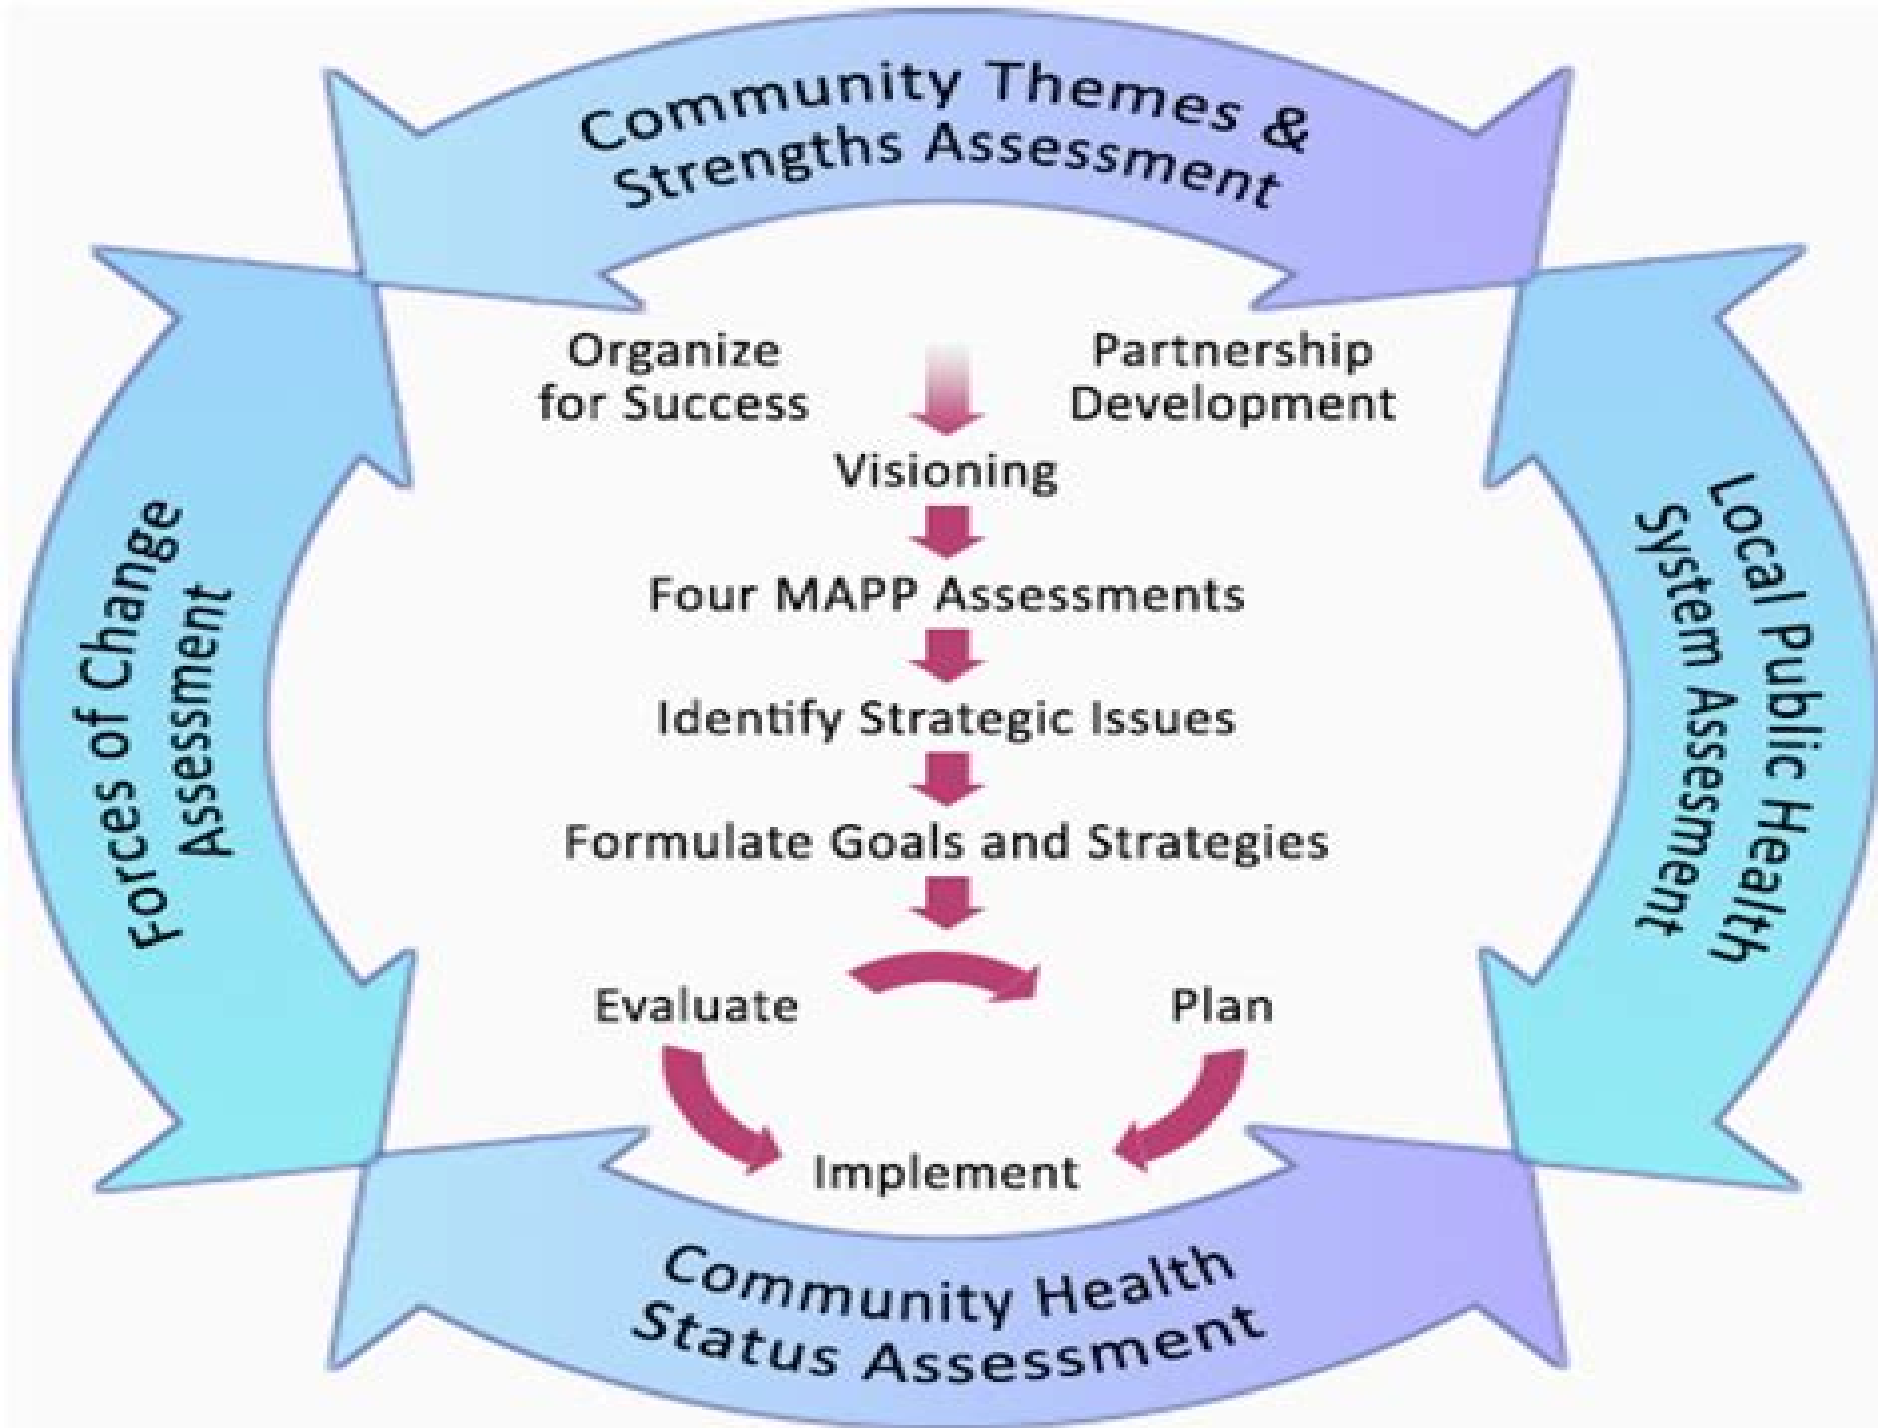 Community Themes &
Strengths Assessment
Organize
for Success
Partnership
Development
Visioning
Four MAPP Assessments
Identify Strategic Issues
Formulate Goals and Strategies
Evaluate
Plan
Implement
Forces of Change
Assessment
Local Public Health
System Assessment
Community Health
Status Assessment